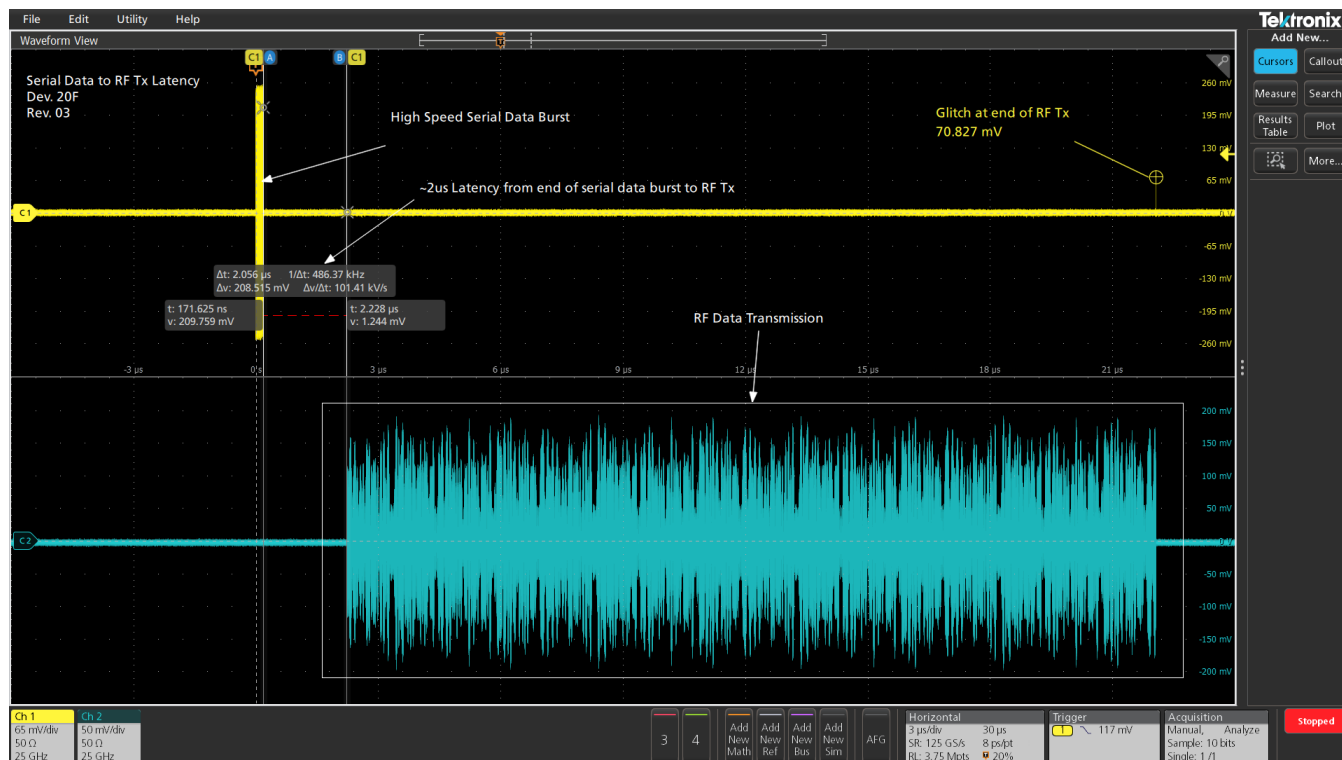 File Edit Utility Help
Tektronix
Waveform View
Add New...
C1 A B C1
T
Cursors Callout
Measure Search
Results Table Plot
More...
Serial Data to RF Tx Latency
Dev. 20F
Rev. 03
High Speed Serial Data Burst
~2us Latency from end of serial data burst to RF Tx
Glitch at end of RF Tx
70.827 mV
260 mV
195 mV
130 mV
65 mV
C1
0 V
-65 mV
-130 mV
-195 mV
-260 mV
Δt: 2.056 µs 1/Δt: 486.37 kHz
Δv: 208.515 mV Δv/Δt: 101.41 kV/s
t: 171.625 ns
v: 209.759 mV
t: 2.228 µs
v: 1.244 mV
RF Data Transmission
-3 µs 0 s 3 µs 6 µs 9 µs 12 µs 15 µs 18 µs 21 µs
200 mV
150 mV
100 mV
50 mV
C2
0 V
-50 mV
-100 mV
-150 mV
-200 mV
Ch 1
65 mV/div
50 Ω
25 GHz
Ch 2
50 mV/div
50 Ω
25 GHz
3
4
Add New Math
Add New Ref
Add New Bus
Add New Sim
AFG
Horizontal
3 µs/div 30 µs
SR: 125 GS/s 8 ps/pt
RL: 3.75 Mpts 20%
Trigger
1 117 mV
Acquisition
Manual, Analyze
Sample: 10 bits
Single: 1/1
Stopped